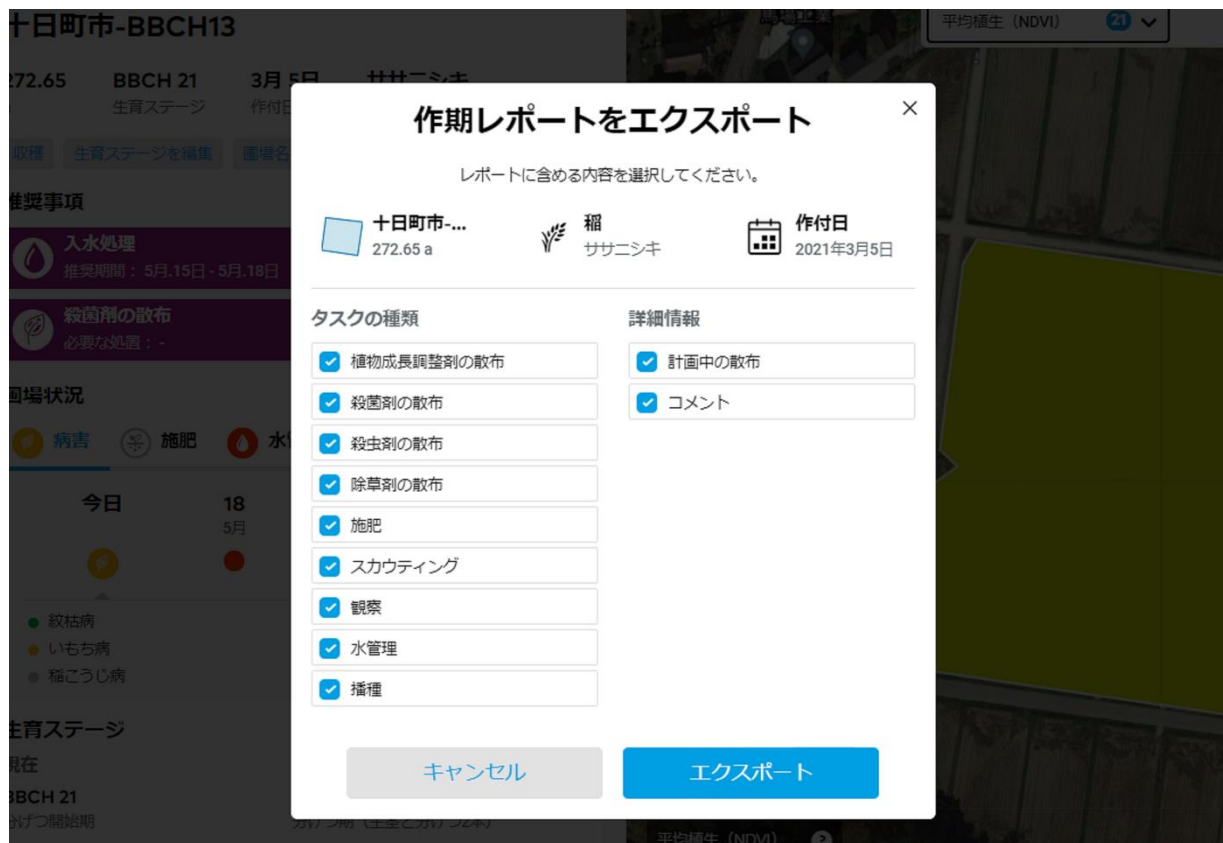 十日町市-BBCH13
272.65
BBCH 21
3月 5日
ササニシキ
生育ステージ
作付日
収穫
生育ステージを編集
圃場名
推奨事項
入水処理
推奨期間： 5月.15日 - 5月.18日
殺菌剤の散布
必要な処置： -
圃場状況
病害
施肥
今日
18
5月
紋枯病
いもち病
稲こうじ病
生育ステージ
現在
BBCH 21
分げつ開始期
平均植生（NDVI）
21
作期レポートをエクスポート
レポートに含める内容を選択してください。
十日町市-...
272.65 a
稲
ササニシキ
作付日
2021年3月5日
タスクの種類
植物成長調整剤の散布
殺菌剤の散布
殺虫剤の散布
除草剤の散布
施肥
スカウティング
観察
水管理
播種
詳細情報
計画中の散布
コメント
キャンセル
エクスポート
平均植生（NDVI）